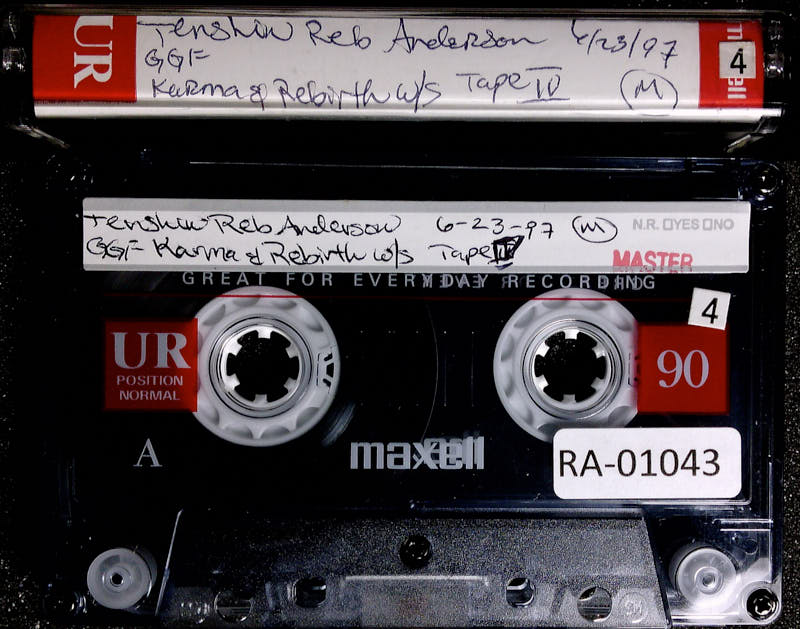 UR
Tenshin Reb Anderson 6/23/97
GGF
Karma & Rebirth w/s Tape IV (M)
maxell
4
Tenshin Reb Anderson 6-23-97 (M)
N.R. □YES □NO
GGF Karma & Rebirth w/s Tape IV
MASTER
GREAT FOR EVERYDAY RECORDING
4
UR
POSITION
NORMAL
90
A
maxell
RA-01043